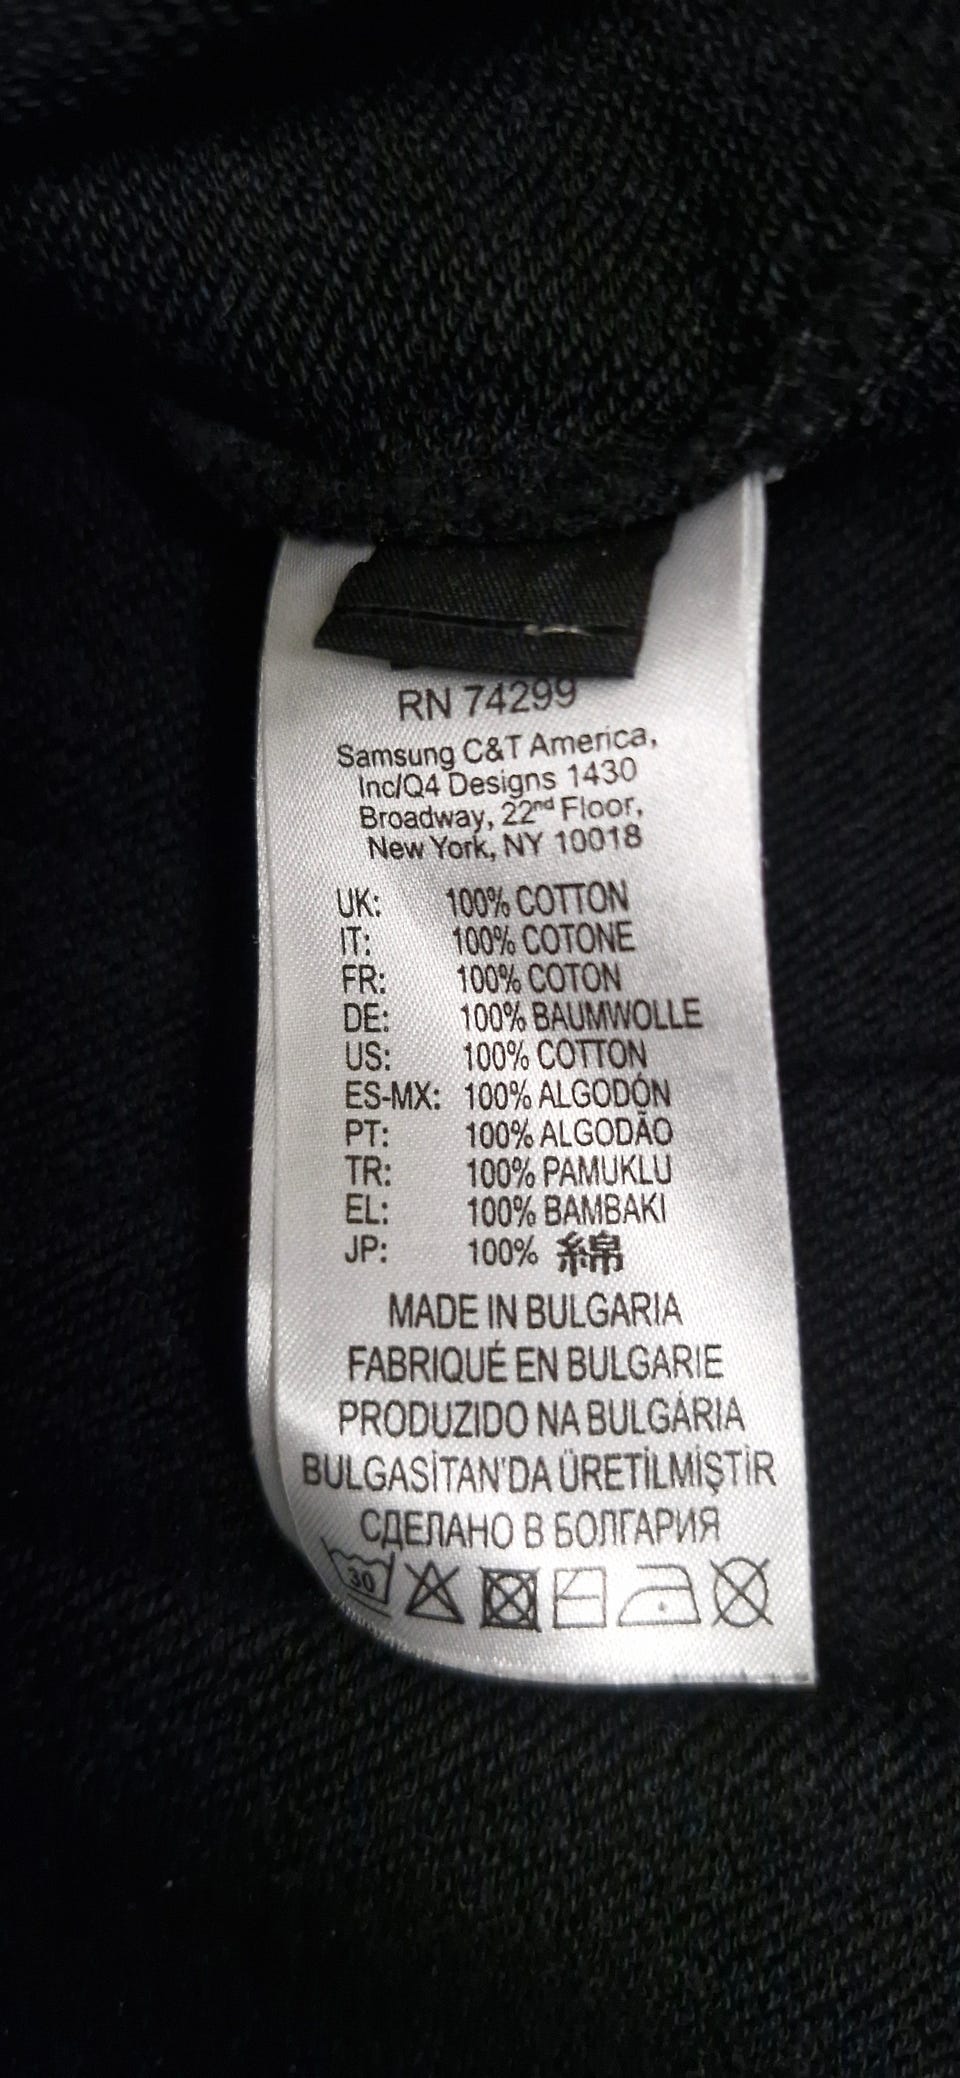 RN 74299
Samsung C&T America,
Inc/Q4 Designs 1430
Broadway, 22nd Floor,
New York, NY 10018
UK: 100% COTTON
IT: 100% COTONE
FR: 100% COTON
DE: 100% BAUMWOLLE
US: 100% COTTON
ES-MX: 100% ALGODÓN
PT: 100% ALGODÃO
TR: 100% PAMUKLU
EL: 100% BAMBAKI
JP: 100% 綿
MADE IN BULGARIA
FABRIQUÉ EN BULGARIE
PRODUZIDO NA BULGÁRIA
BULGASİTAN'DA ÜRETİLMİŞTİR
СДЕЛАНО В БОЛГАРИЯ
30